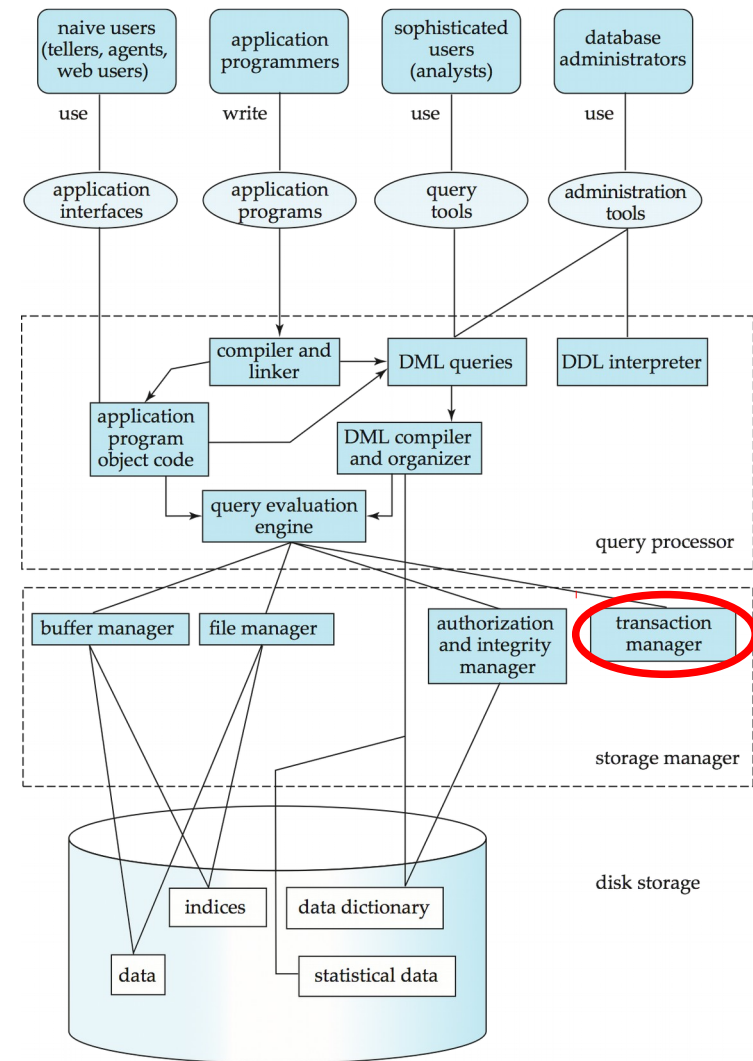 naive users
(tellers, agents,
web users)
application
programmers
sophisticated
users
(analysts)
database
administrators
use
write
use
use
application
interfaces
application
programs
query
tools
administration
tools
compiler and
linker
DML queries
DDL interpreter
application
program
object code
DML compiler
and organizer
query evaluation
engine
query processor
buffer manager
file manager
authorization
and integrity
manager
transaction
manager
storage manager
disk storage
indices
data dictionary
data
statistical data